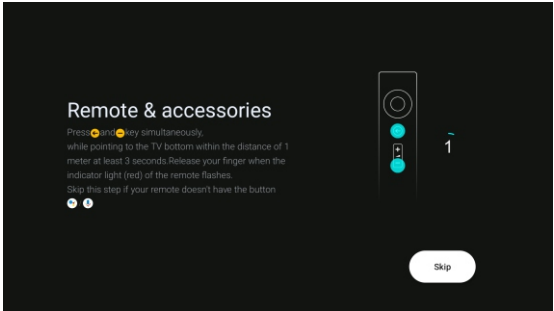 Remote & accessories
Press and key simultaneously,
while pointing to the TV bottom within the distance of 1
meter at least 3 seconds.Release your finger when the
indicator light (red) of the remote flashes.
Skip this step if your remote doesn't have the button
1
Skip